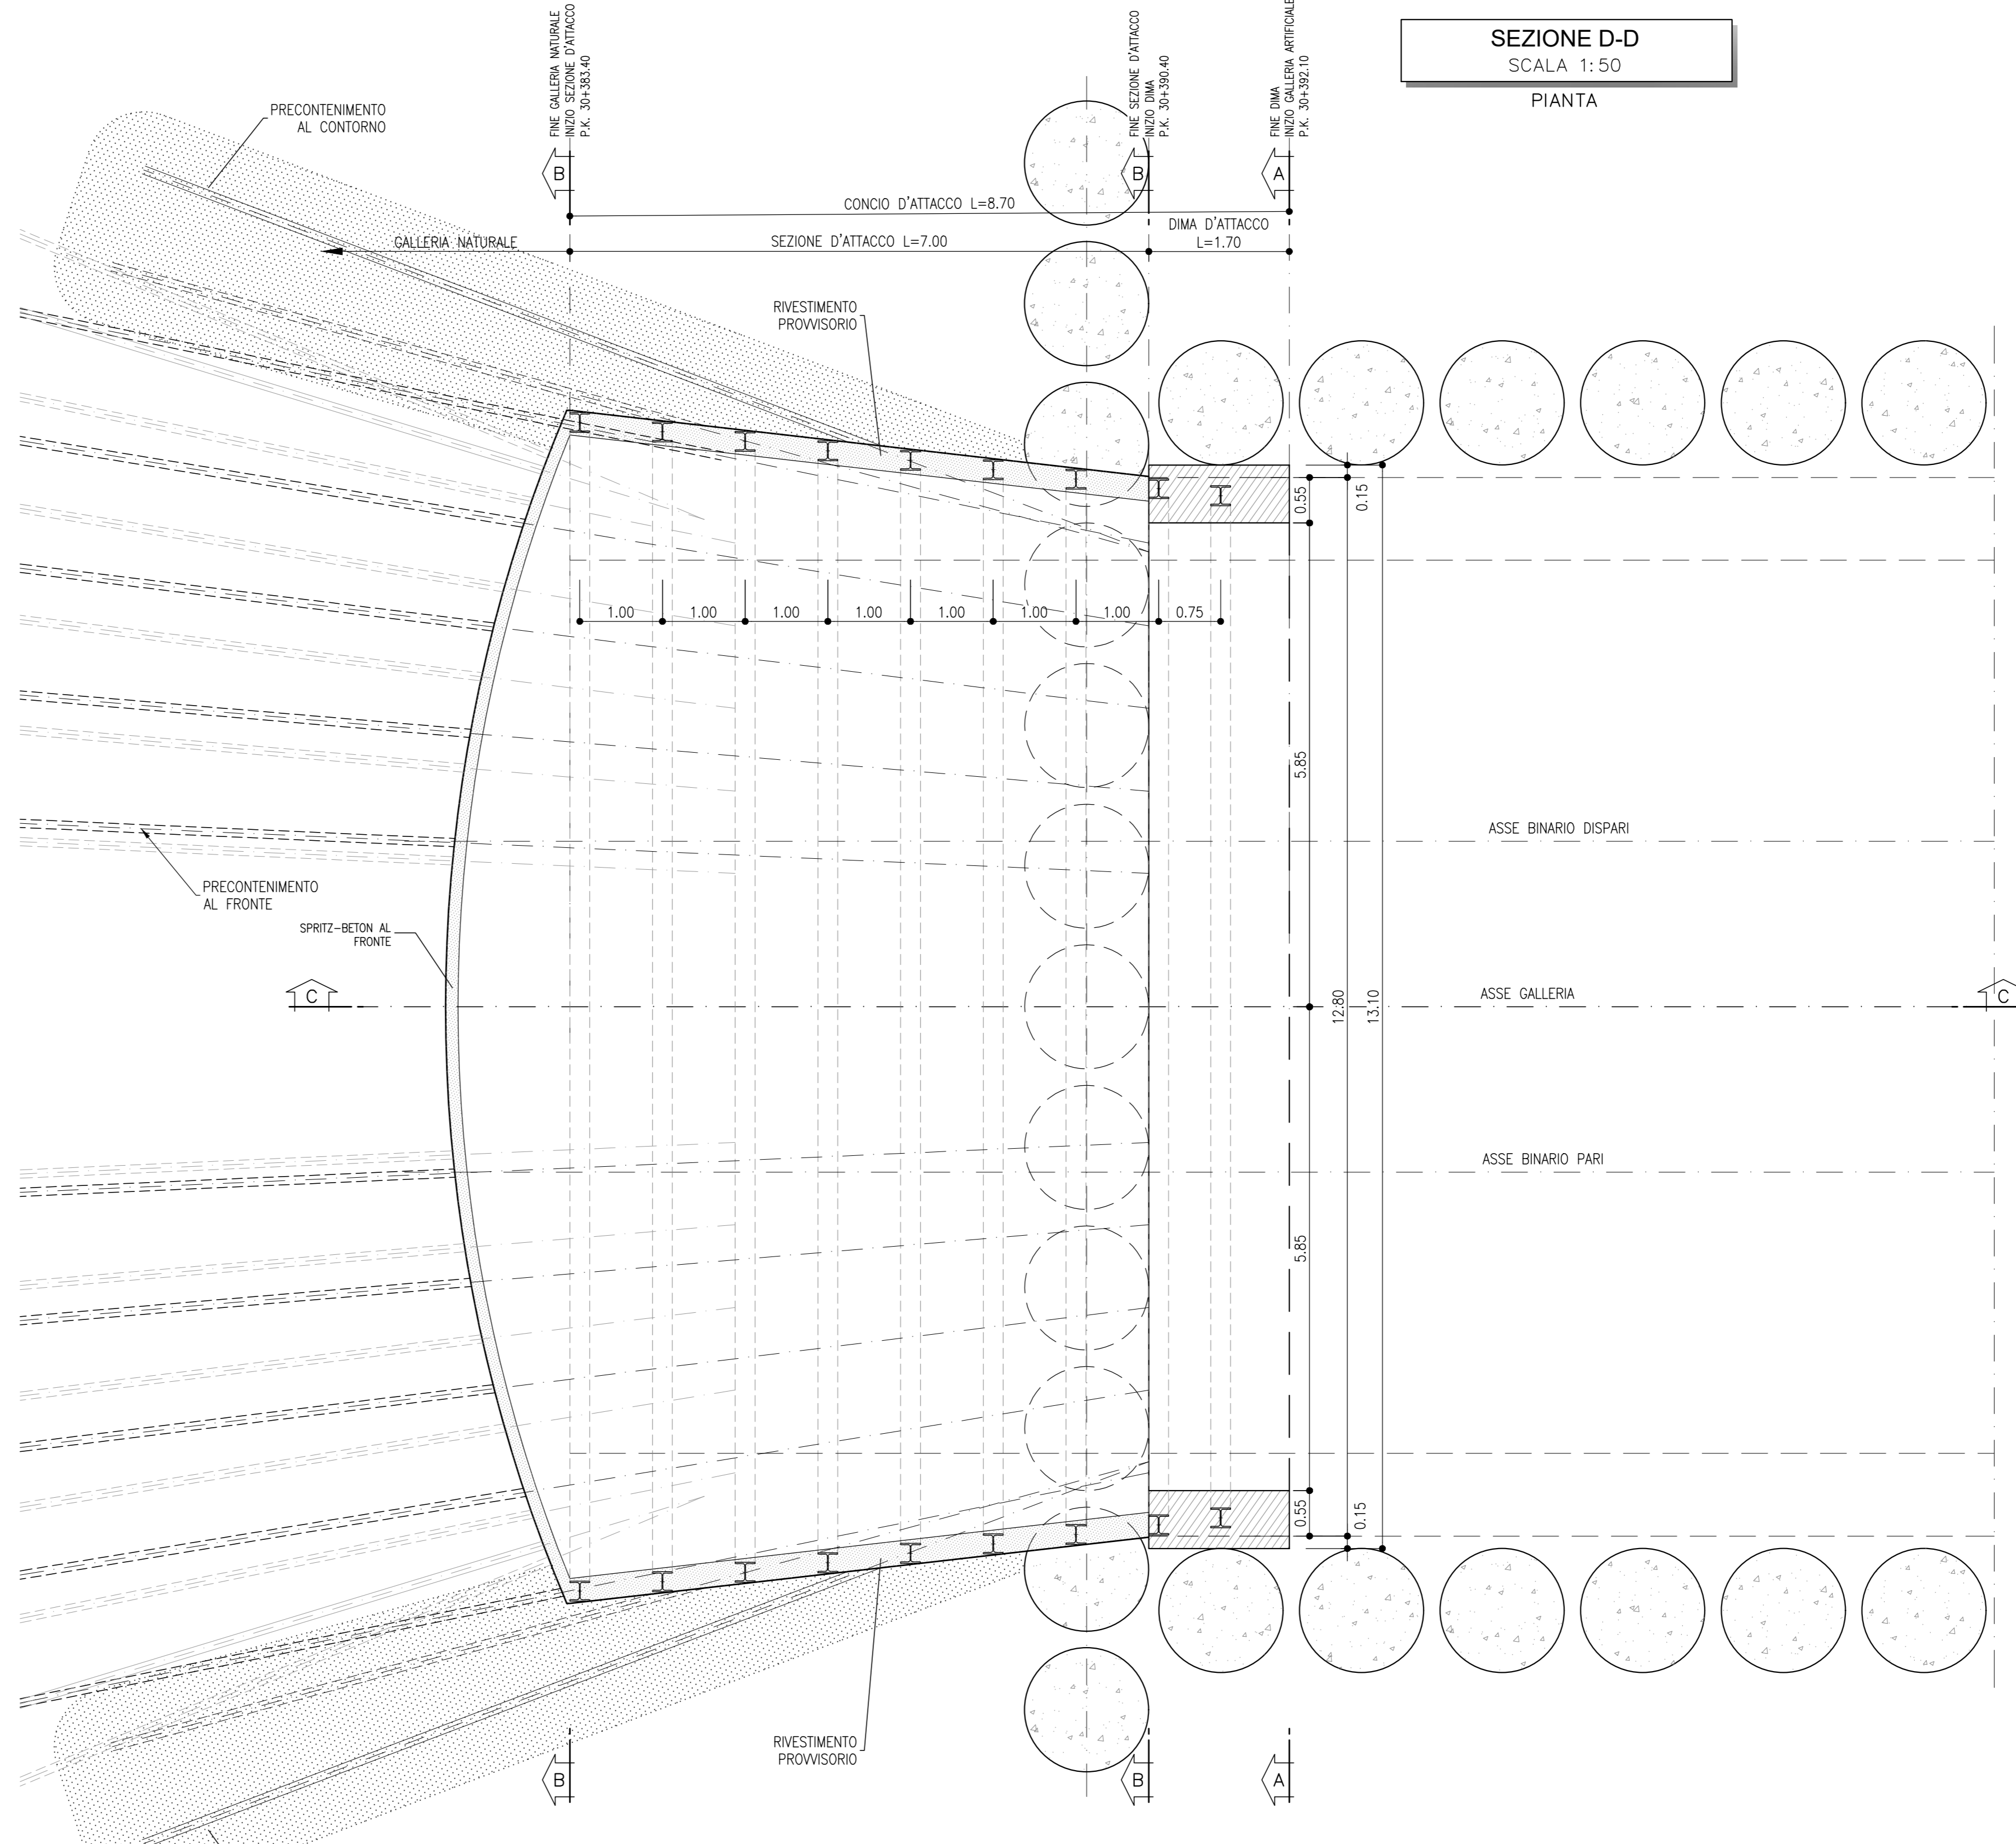 FINE GALLERIA NATURALE
INIZIO SEZIONE D'ATTACCO
P.K. 30+383.40
FINE SEZIONE D'ATTACCO
INIZIO DIMA
P.K. 30+390.40
FINE DIMA
INIZIO GALLERIA ARTIFICIALE
P.K. 30+392.10
SEZIONE D-D
SCALA 1:50
PIANTA
PRECONTENIMENTO
AL CONTORNO
B
B
A
CONCIO D'ATTACCO L=8.70
GALLERIA NATURALE
SEZIONE D'ATTACCO L=7.00
DIMA D'ATTACCO
L=1.70
RIVESTIMENTO
PROVVISORIO
0.55
0.15
1.00
1.00
1.00
1.00
1.00
1.00
1.00
0.75
5.85
ASSE BINARIO DISPARI
PRECONTENIMENTO
AL FRONTE
SPRITZ-BETON AL
FRONTE
C
ASSE GALLERIA
C
12.80
13.10
ASSE BINARIO PARI
5.85
0.55
0.15
RIVESTIMENTO
PROVVISORIO
B
B
A